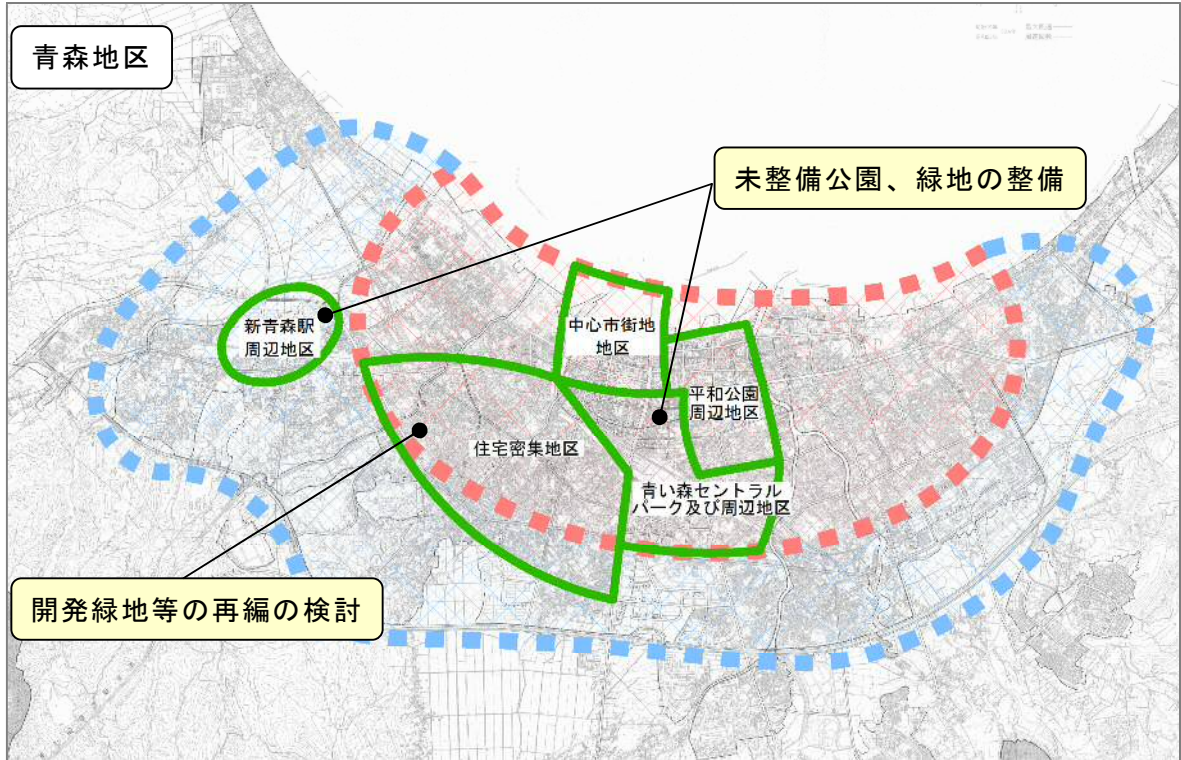 青森地区
未整備公園、緑地の整備
新青森駅
周辺地区
中心市街地
地区
平和公園
周辺地区
住宅密集地区
青い森セントラル
パーク及び周辺地区
開発緑地等の再編の検討